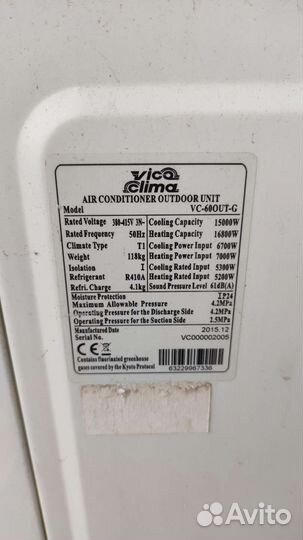 vico clima
AIR CONDITIONER OUTDOOR UNIT
Model VC-60OUT-G
Rated Voltage 380-415V 3N~ Cooling Capacity 15000W
Rated Frequency 50Hz Heating Capacity 16800W
Climate Type T1 Cooling Power Input 6700W
Weight 118kg Heating Power Input 7000W
Isolation I Cooling Rated Input 5300W
Refrigerant R410A Heating Rated Input 5200W
Refri. Charge 4.1kg Sound Pressure Level 61dB(A)
Moisture Protection IP24
Maximum Allowable Pressure 4.2MPa
Operating Pressure for the Discharge Side 4.2MPa
Operating Pressure for the Suction Side 2.5MPa
Manufactured Date 2015.12
Serial No. VC000002005
CE
Contains fluorinated greenhouse
gases covered by the Kyoto Protocol
63229967336
Avito